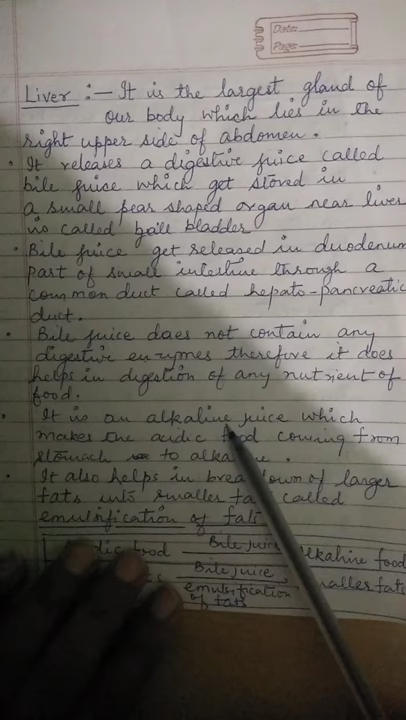 Date:
Page:
Liver :- It is the largest gland of
our body which lies in the
right upper side of abdomen.
• It releases a digestive juice called
bile juice which get stored in
a small pear shaped organ near liver
is called gall bladder
• Bile juice get released in duodenum
part of small intestine through a
common duct called hepato-pancreatic
duct.
• Bile juice does not contain any
digestive enzymes therefore it does
helps in digestion of any nutrient of
food.
• It is an alkaline juice which
makes the acidic food coming from
stomach to alkaline.
• It also helps in breakdown of larger
fats into smaller fats called
emulsification of fats
food Bile juice alkaline food
Bile juice smaller fats
emulsification
of fats